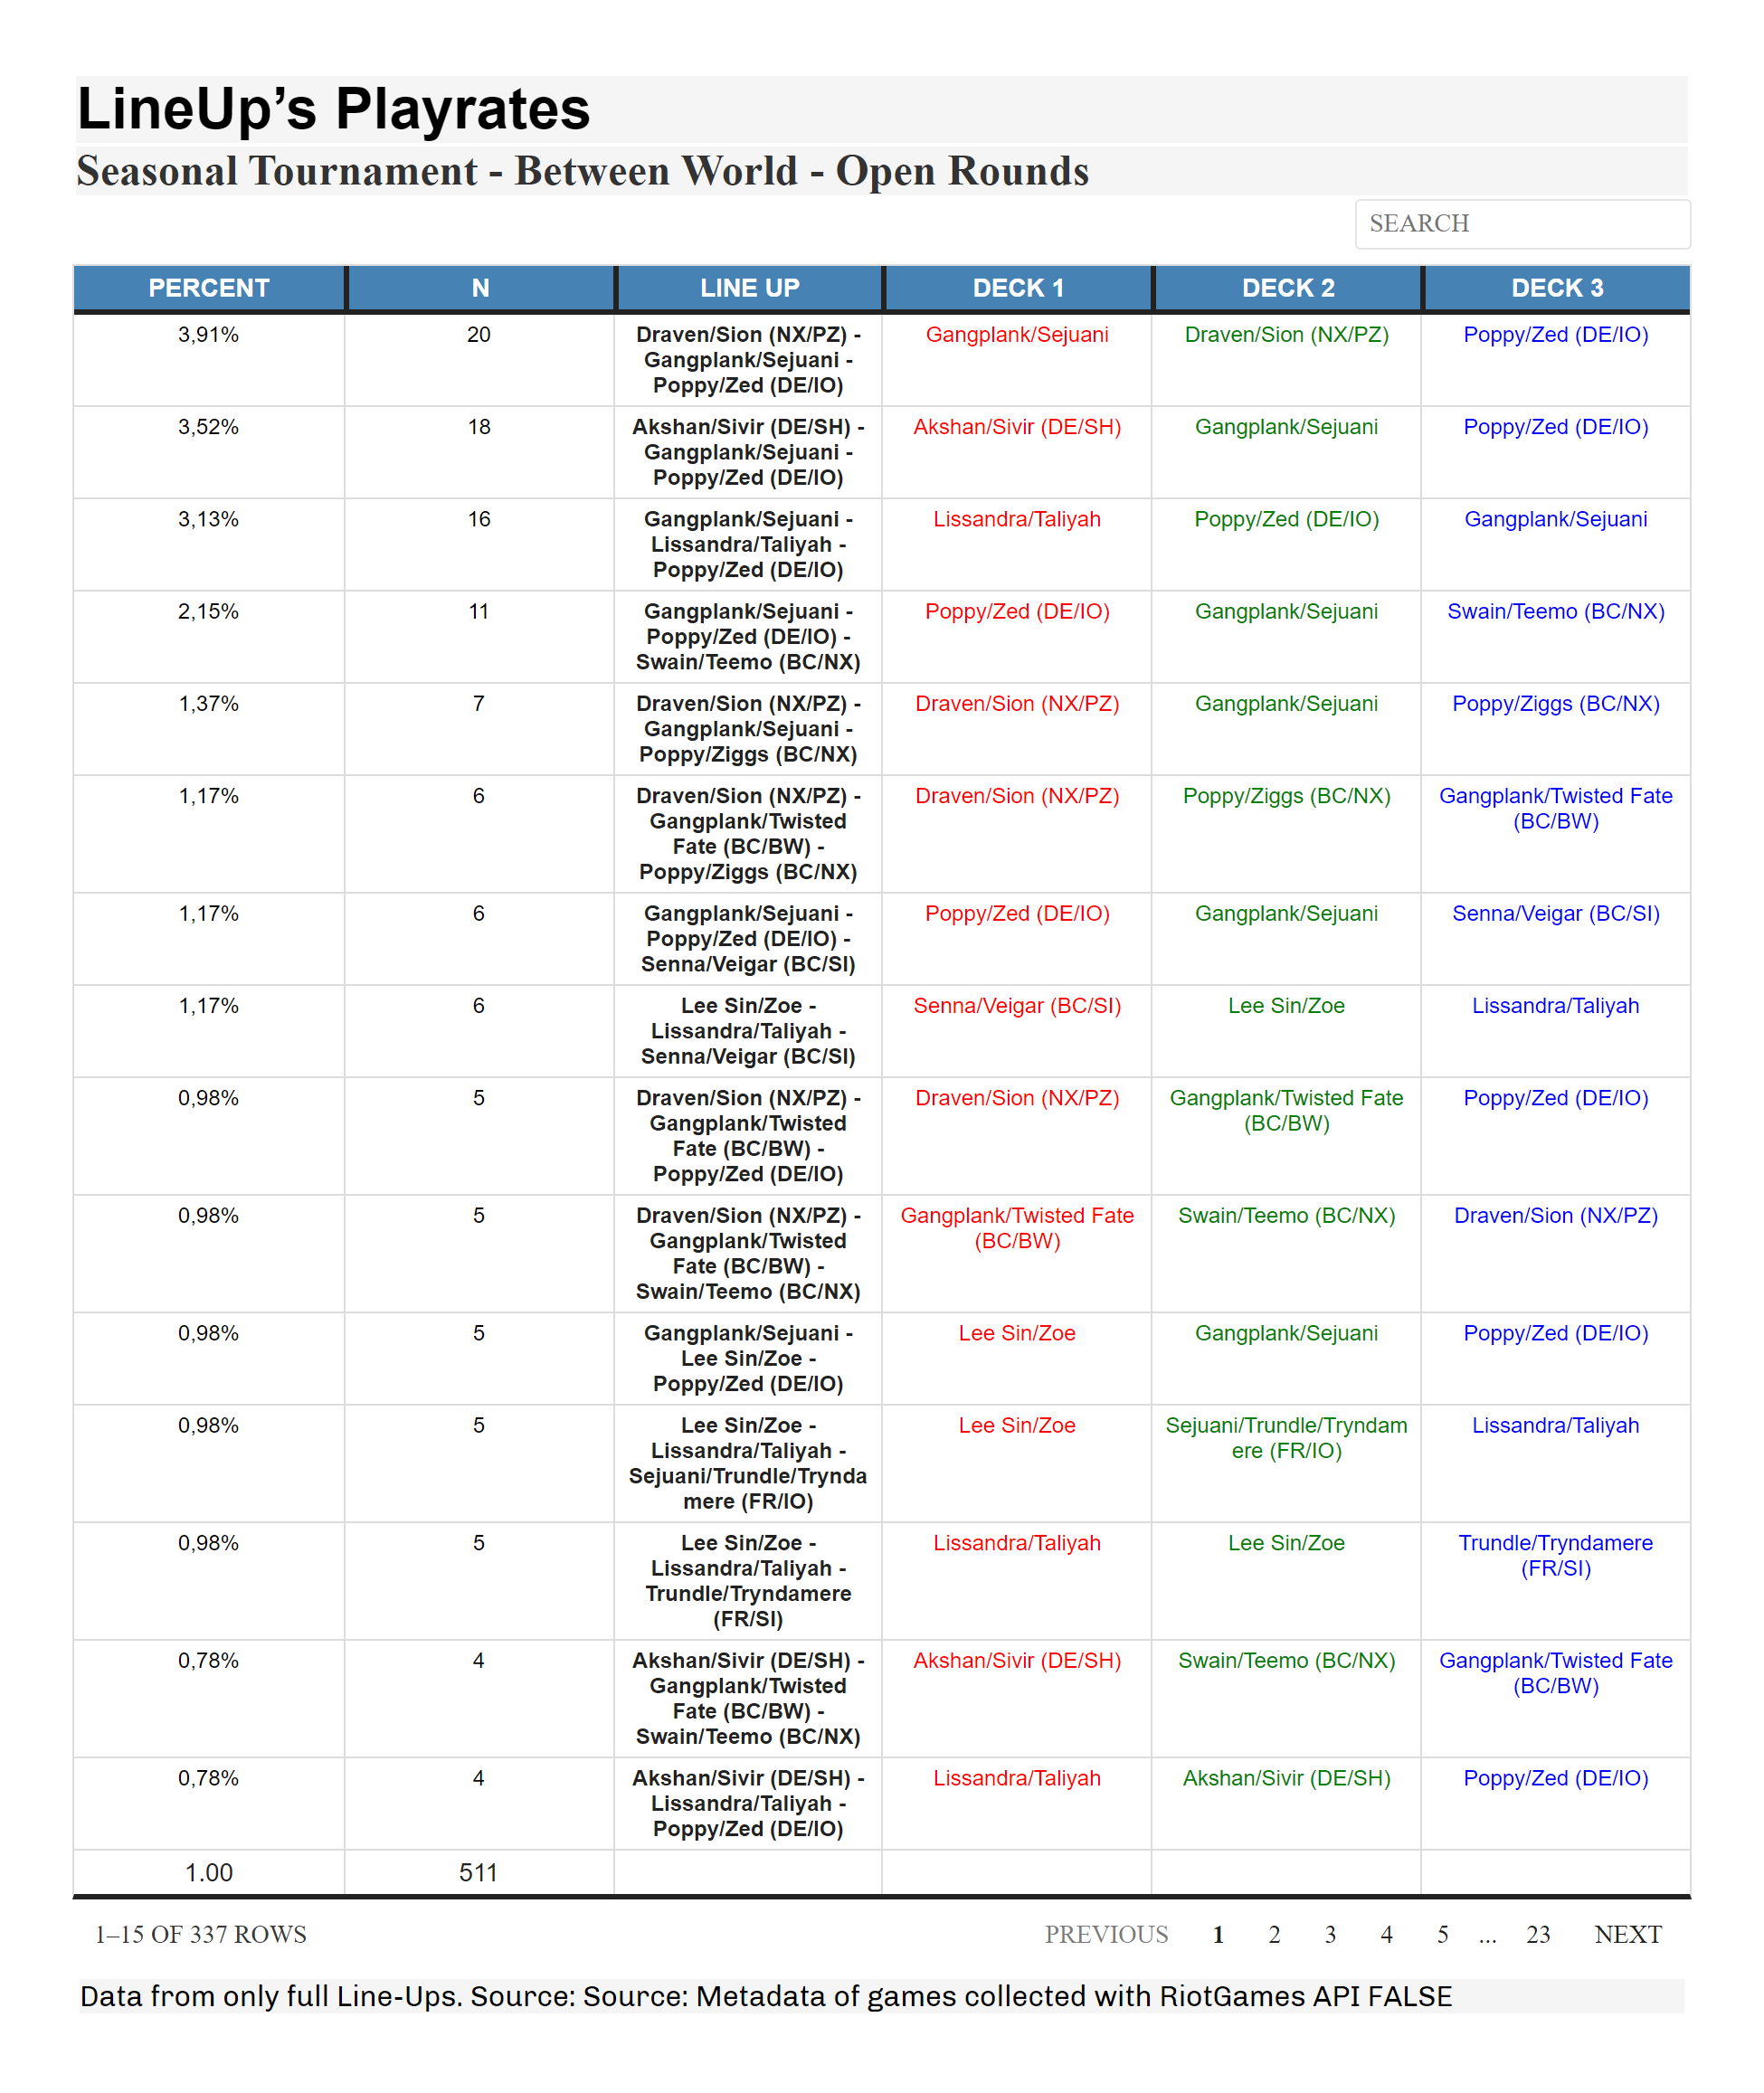 LineUp’s Playrates
Seasonal Tournament - Between World - Open Rounds
SEARCH
PERCENT N LINE UP DECK 1 DECK 2 DECK 3
3,91% 20 Draven/Sion (NX/PZ) - Gangplank/Sejuani Draven/Sion (NX/PZ) Poppy/Zed (DE/IO)
Gangplank/Sejuani -
Poppy/Zed (DE/IO)
3,52% 18 Akshan/Sivir (DE/SH) - Akshan/Sivir (DE/SH) Gangplank/Sejuani Poppy/Zed (DE/IO)
Gangplank/Sejuani -
Poppy/Zed (DE/IO)
3,13% 16 Gangplank/Sejuani - Lissandra/Taliyah Poppy/Zed (DE/IO) Gangplank/Sejuani
Lissandra/Taliyah -
Poppy/Zed (DE/IO)
2,15% 11 Gangplank/Sejuani - Poppy/Zed (DE/IO) Gangplank/Sejuani Swain/Teemo (BC/NX)
Poppy/Zed (DE/IO) -
Swain/Teemo (BC/NX)
1,37% 7 Draven/Sion (NX/PZ) - Draven/Sion (NX/PZ) Gangplank/Sejuani Poppy/Ziggs (BC/NX)
Gangplank/Sejuani -
Poppy/Ziggs (BC/NX)
1,17% 6 Draven/Sion (NX/PZ) - Draven/Sion (NX/PZ) Poppy/Ziggs (BC/NX) Gangplank/Twisted Fate
Gangplank/Twisted (BC/BW)
Fate (BC/BW) -
Poppy/Ziggs (BC/NX)
1,17% 6 Gangplank/Sejuani - Poppy/Zed (DE/IO) Gangplank/Sejuani Senna/Veigar (BC/SI)
Poppy/Zed (DE/IO) -
Senna/Veigar (BC/SI)
1,17% 6 Lee Sin/Zoe - Senna/Veigar (BC/SI) Lee Sin/Zoe Lissandra/Taliyah
Lissandra/Taliyah -
Senna/Veigar (BC/SI)
0,98% 5 Draven/Sion (NX/PZ) - Draven/Sion (NX/PZ) Gangplank/Twisted Fate Poppy/Zed (DE/IO)
Gangplank/Twisted (BC/BW)
Fate (BC/BW) -
Poppy/Zed (DE/IO)
0,98% 5 Draven/Sion (NX/PZ) - Gangplank/Twisted Fate Swain/Teemo (BC/NX) Draven/Sion (NX/PZ)
Gangplank/Twisted (BC/BW)
Fate (BC/BW) -
Swain/Teemo (BC/NX)
0,98% 5 Gangplank/Sejuani - Lee Sin/Zoe Gangplank/Sejuani Poppy/Zed (DE/IO)
Lee Sin/Zoe -
Poppy/Zed (DE/IO)
0,98% 5 Lee Sin/Zoe - Lee Sin/Zoe Sejuani/Trundle/Tryndam Lissandra/Taliyah
Lissandra/Taliyah - ere (FR/IO)
Sejuani/Trundle/Trynda
mere (FR/IO)
0,98% 5 Lee Sin/Zoe - Lissandra/Taliyah Lee Sin/Zoe Trundle/Tryndamere
Lissandra/Taliyah - (FR/SI)
Trundle/Tryndamere
(FR/SI)
0,78% 4 Akshan/Sivir (DE/SH) - Akshan/Sivir (DE/SH) Swain/Teemo (BC/NX) Gangplank/Twisted Fate
Gangplank/Twisted (BC/BW)
Fate (BC/BW) -
Swain/Teemo (BC/NX)
0,78% 4 Akshan/Sivir (DE/SH) - Lissandra/Taliyah Akshan/Sivir (DE/SH) Poppy/Zed (DE/IO)
Lissandra/Taliyah -
Poppy/Zed (DE/IO)
1.00 511
1–15 OF 337 ROWS PREVIOUS 1 2 3 4 5 ... 23 NEXT
Data from only full Line-Ups. Source: Source: Metadata of games collected with RiotGames API FALSE